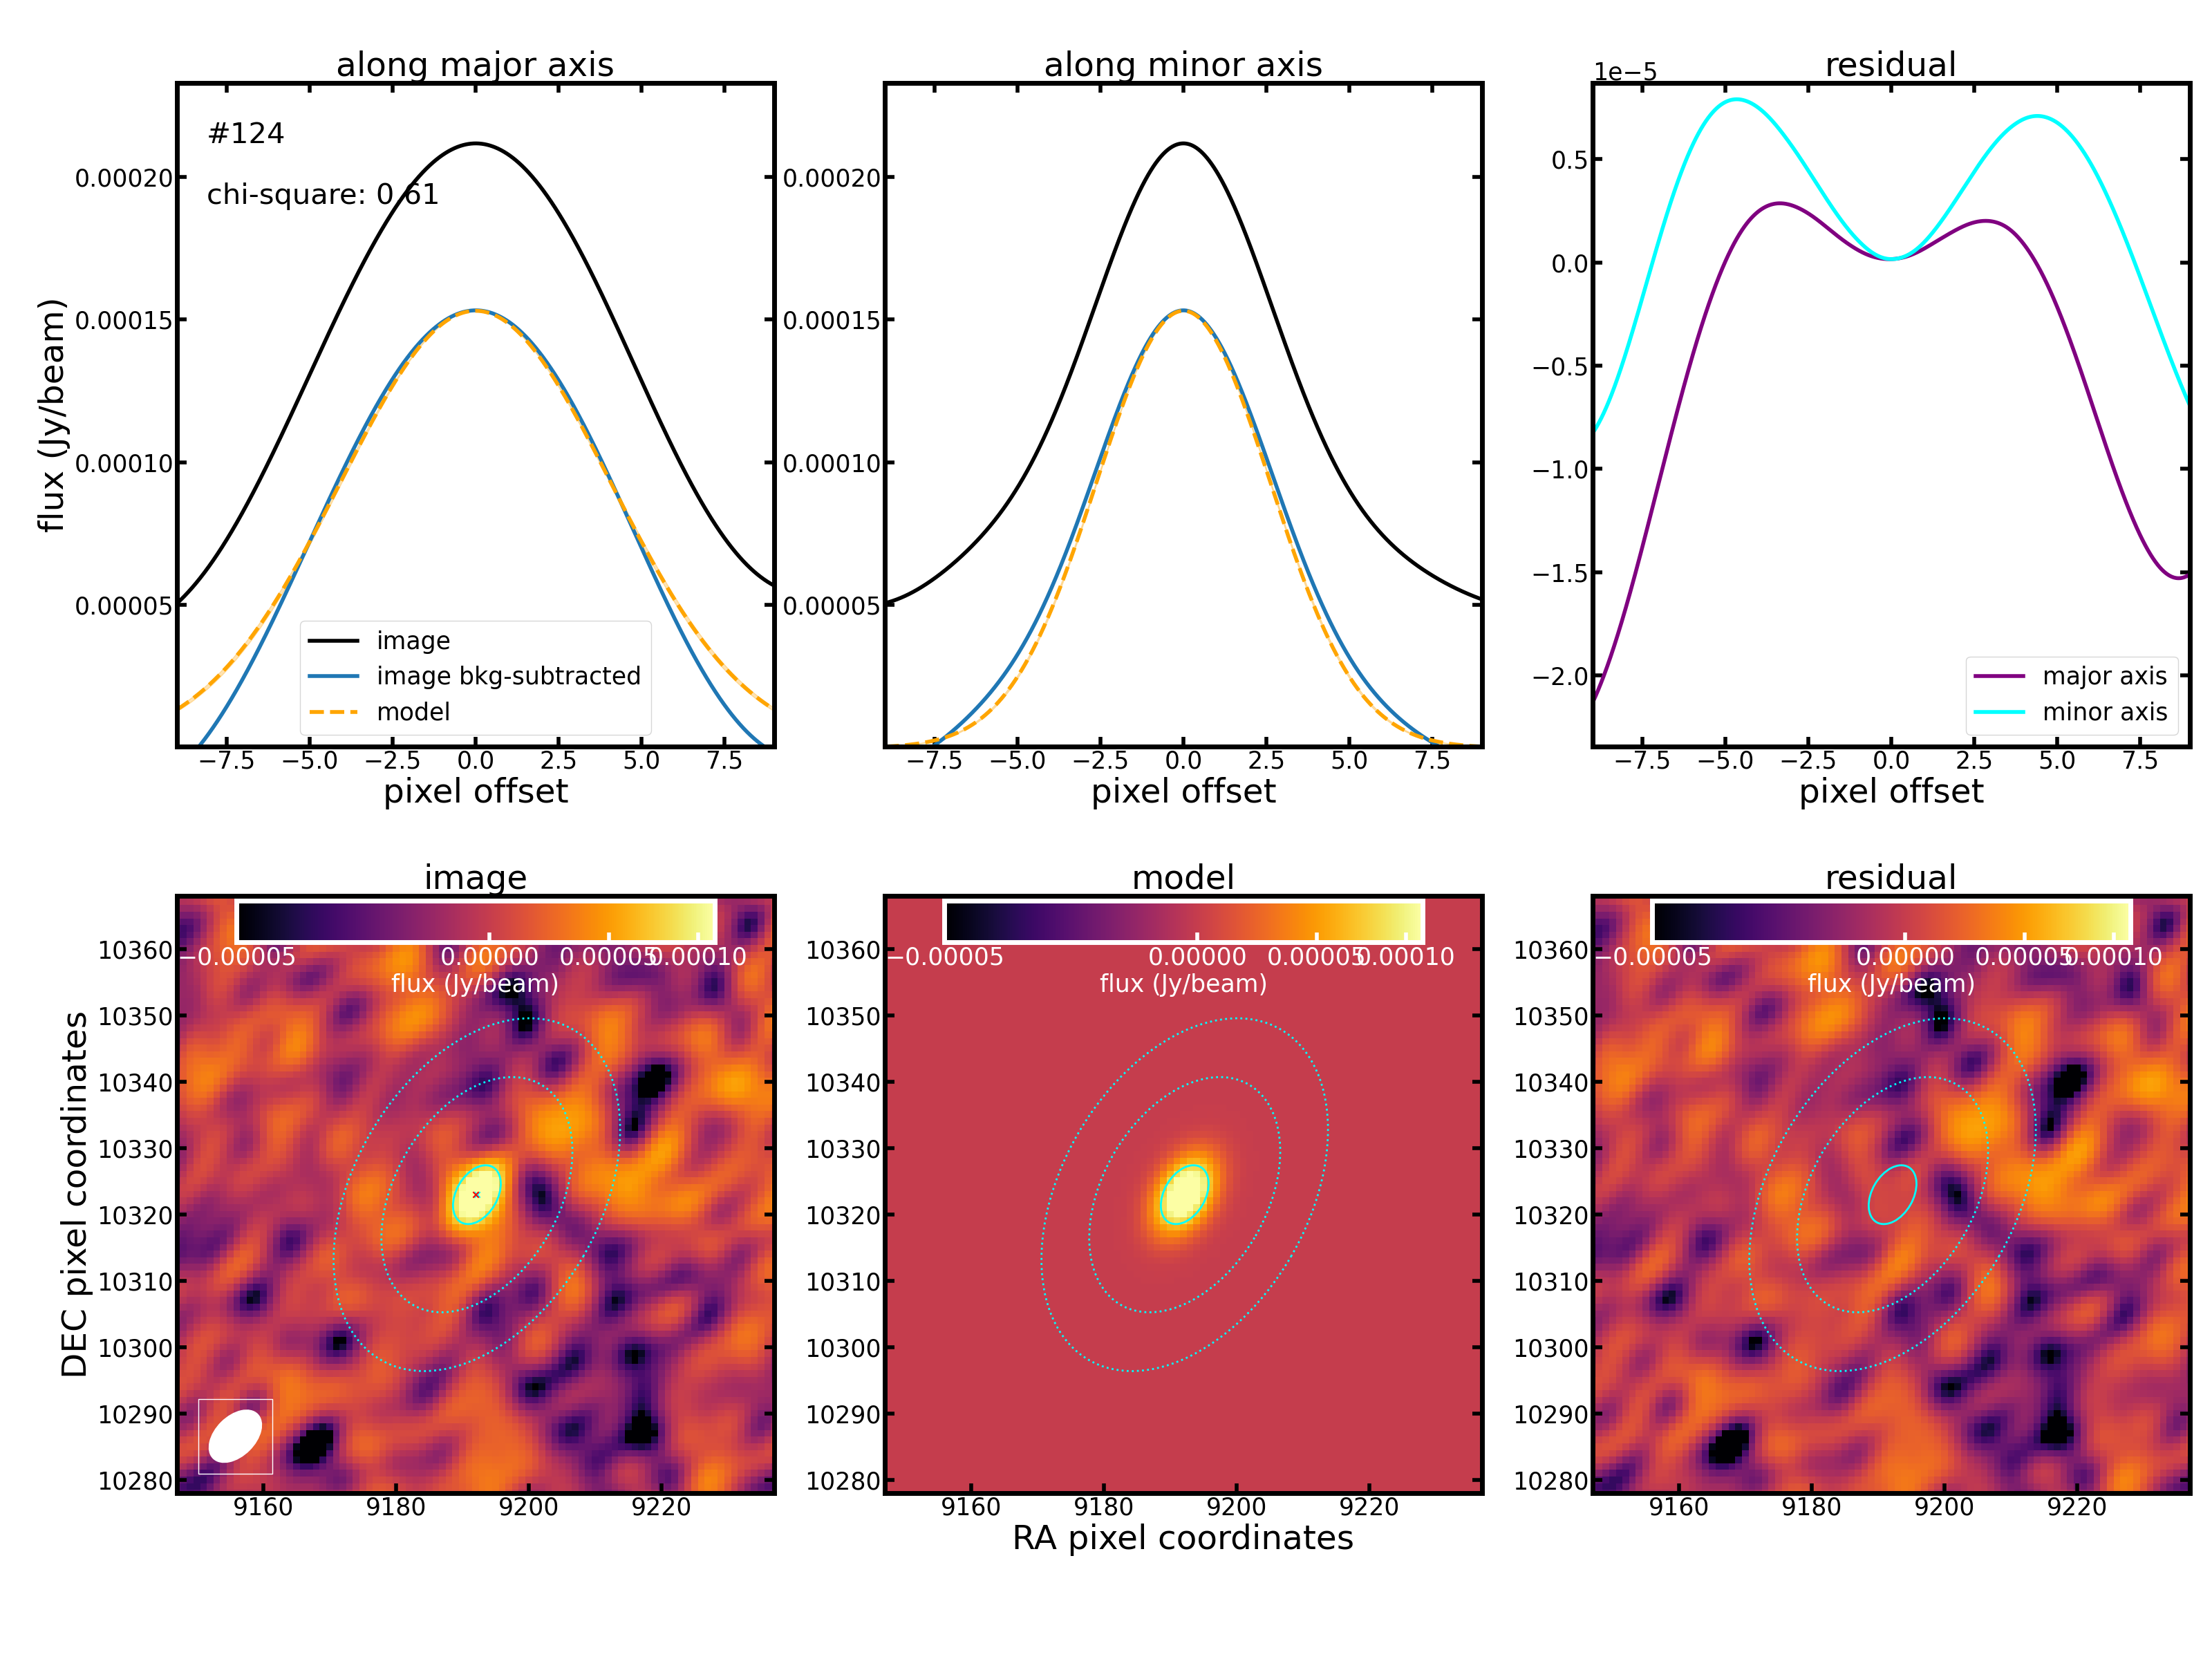 along major axis
along minor axis
residual
1e−5
#124
chi-square: 0.61
flux (Jy/beam)
0.00020
0.00015
0.00010
0.00005
image
image bkg-subtracted
model
−7.5 −5.0 −2.5 0.0 2.5 5.0 7.5
pixel offset
0.00020
0.00015
0.00010
0.00005
−7.5 −5.0 −2.5 0.0 2.5 5.0 7.5
pixel offset
0.5
0.0
−0.5
−1.0
−1.5
−2.0
major axis
minor axis
−7.5 −5.0 −2.5 0.0 2.5 5.0 7.5
pixel offset
image
−0.00005 0.00000 0.00005 0.00010
flux (Jy/beam)
DEC pixel coordinates
10360
10350
10340
10330
10320
10310
10300
10290
10280
9160 9180 9200 9220
model
−0.00005 0.00000 0.00005 0.00010
flux (Jy/beam)
10360
10350
10340
10330
10320
10310
10300
10290
10280
9160 9180 9200 9220
RA pixel coordinates
residual
−0.00005 0.00000 0.00005 0.00010
flux (Jy/beam)
10360
10350
10340
10330
10320
10310
10300
10290
10280
9160 9180 9200 9220